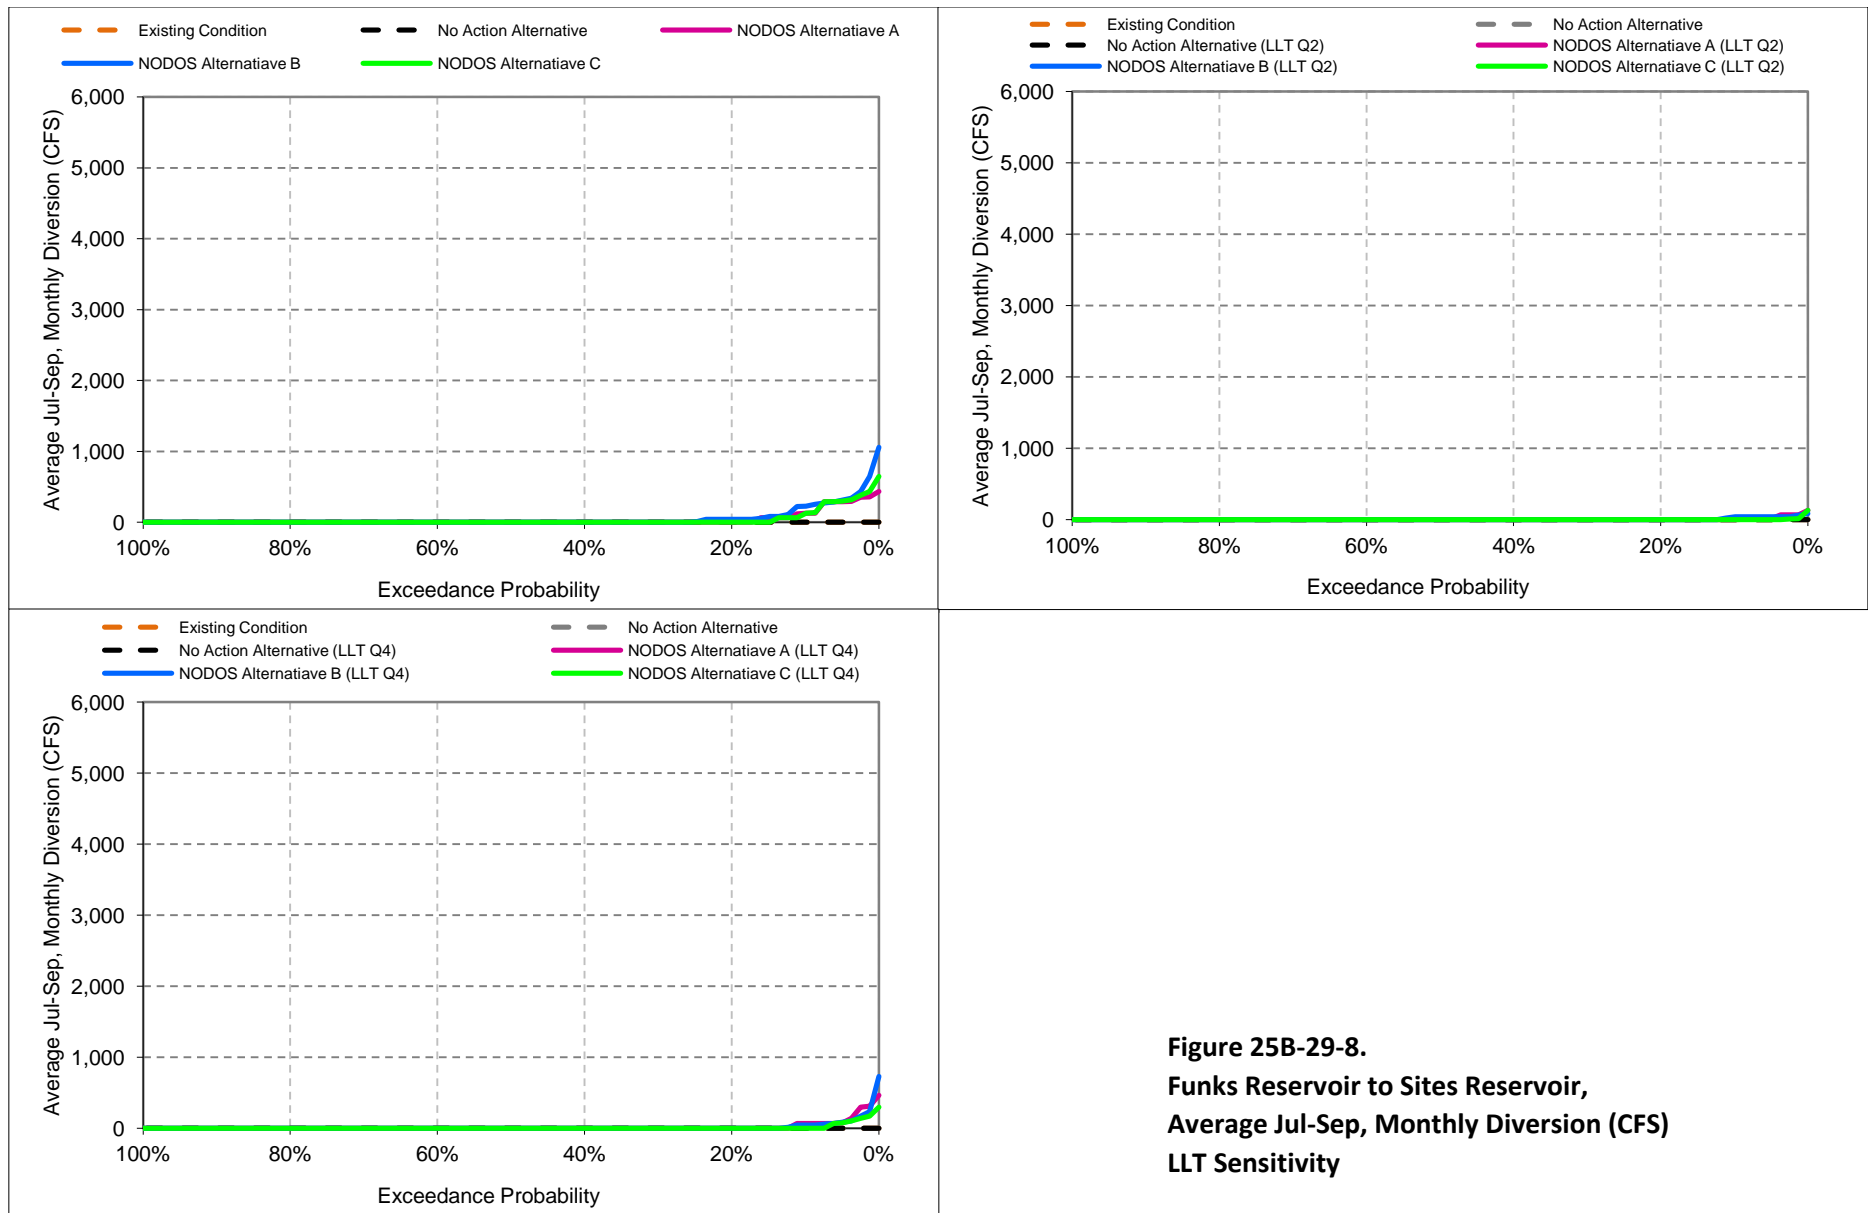 Existing Condition
No Action Alternative
NODOS Alternatiave A
NODOS Alternatiave B
NODOS Alternatiave C
Average Jul-Sep, Monthly Diversion (CFS)
6,000
5,000
4,000
3,000
2,000
1,000
0
100% 80% 60% 40% 20% 0%
Exceedance Probability
Existing Condition
No Action Alternative
No Action Alternative (LLT Q2)
NODOS Alternatiave A (LLT Q2)
NODOS Alternatiave B (LLT Q2)
NODOS Alternatiave C (LLT Q2)
Average Jul-Sep, Monthly Diversion (CFS)
6,000
5,000
4,000
3,000
2,000
1,000
0
100% 80% 60% 40% 20% 0%
Exceedance Probability
Existing Condition
No Action Alternative
No Action Alternative (LLT Q4)
NODOS Alternatiave A (LLT Q4)
NODOS Alternatiave B (LLT Q4)
NODOS Alternatiave C (LLT Q4)
Average Jul-Sep, Monthly Diversion (CFS)
6,000
5,000
4,000
3,000
2,000
1,000
0
100% 80% 60% 40% 20% 0%
Exceedance Probability
Figure 25B-29-8.
Funks Reservoir to Sites Reservoir,
Average Jul-Sep, Monthly Diversion (CFS)
LLT Sensitivity